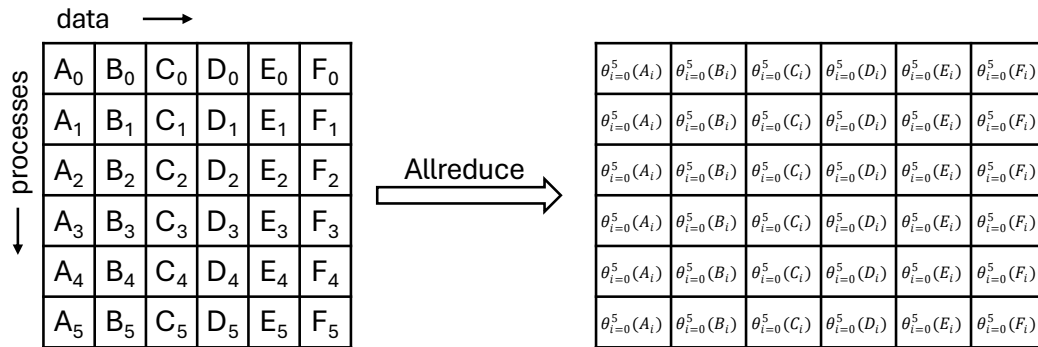 data
processes
A₀ B₀ C₀ D₀ E₀ F₀
A₁ B₁ C₁ D₁ E₁ F₁
A₂ B₂ C₂ D₂ E₂ F₂
A₃ B₃ C₃ D₃ E₃ F₃
A₄ B₄ C₄ D₄ E₄ F₄
A₅ B₅ C₅ D₅ E₅ F₅
Allreduce
θ⁵ᵢ₌₀(Aᵢ) θ⁵ᵢ₌₀(Bᵢ) θ⁵ᵢ₌₀(Cᵢ) θ⁵ᵢ₌₀(Dᵢ) θ⁵ᵢ₌₀(Eᵢ) θ⁵ᵢ₌₀(Fᵢ)
θ⁵ᵢ₌₀(Aᵢ) θ⁵ᵢ₌₀(Bᵢ) θ⁵ᵢ₌₀(Cᵢ) θ⁵ᵢ₌₀(Dᵢ) θ⁵ᵢ₌₀(Eᵢ) θ⁵ᵢ₌₀(Fᵢ)
θ⁵ᵢ₌₀(Aᵢ) θ⁵ᵢ₌₀(Bᵢ) θ⁵ᵢ₌₀(Cᵢ) θ⁵ᵢ₌₀(Dᵢ) θ⁵ᵢ₌₀(Eᵢ) θ⁵ᵢ₌₀(Fᵢ)
θ⁵ᵢ₌₀(Aᵢ) θ⁵ᵢ₌₀(Bᵢ) θ⁵ᵢ₌₀(Cᵢ) θ⁵ᵢ₌₀(Dᵢ) θ⁵ᵢ₌₀(Eᵢ) θ⁵ᵢ₌₀(Fᵢ)
θ⁵ᵢ₌₀(Aᵢ) θ⁵ᵢ₌₀(Bᵢ) θ⁵ᵢ₌₀(Cᵢ) θ⁵ᵢ₌₀(Dᵢ) θ⁵ᵢ₌₀(Eᵢ) θ⁵ᵢ₌₀(Fᵢ)
θ⁵ᵢ₌₀(Aᵢ) θ⁵ᵢ₌₀(Bᵢ) θ⁵ᵢ₌₀(Cᵢ) θ⁵ᵢ₌₀(Dᵢ) θ⁵ᵢ₌₀(Eᵢ) θ⁵ᵢ₌₀(Fᵢ)